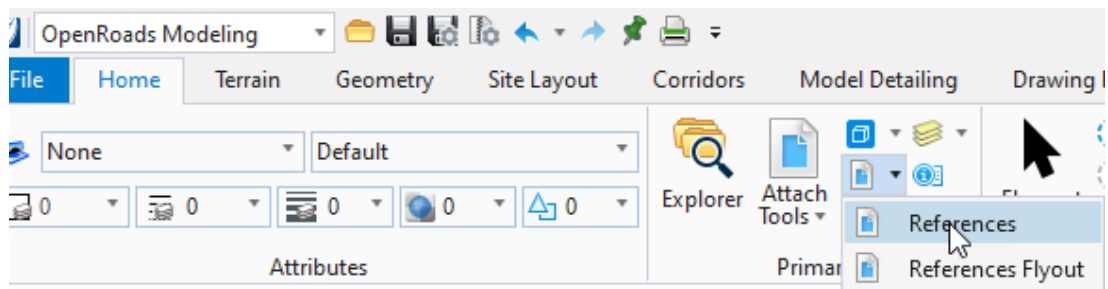 OpenRoads Modeling
File Home Terrain Geometry Site Layout Corridors Model Detailing Drawing
None Default
0 0 0 0 0
Explorer Attach Tools
References
References Flyout
Attributes